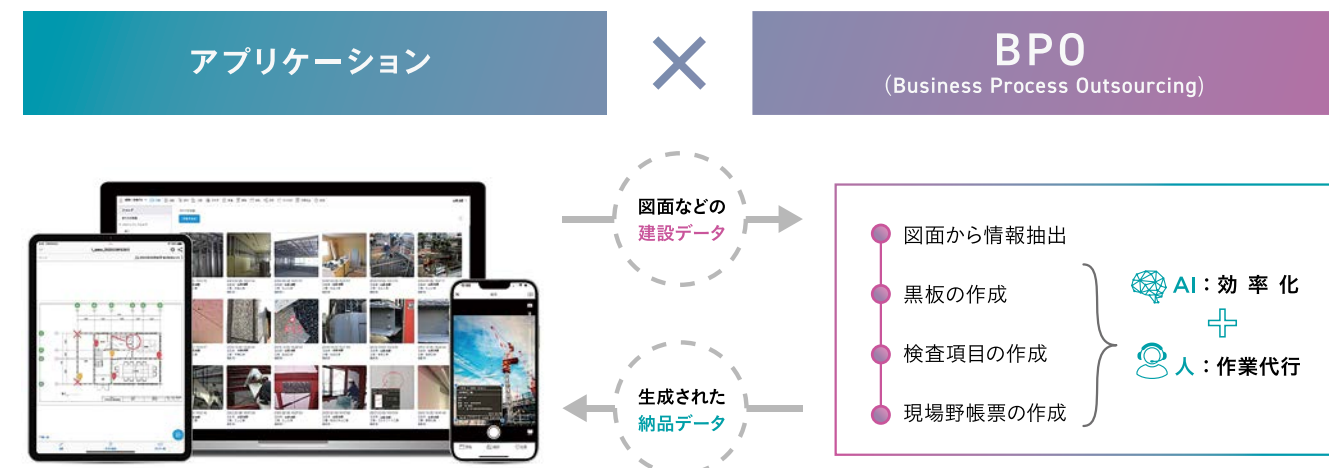 アプリケーション
BPO
(Business Process Outsourcing)
図面などの
建設データ
生成された
納品データ
図面から情報抽出
黒板の作成
検査項目の作成
現場野帳票の作成
AI：効率化
人：作業代行